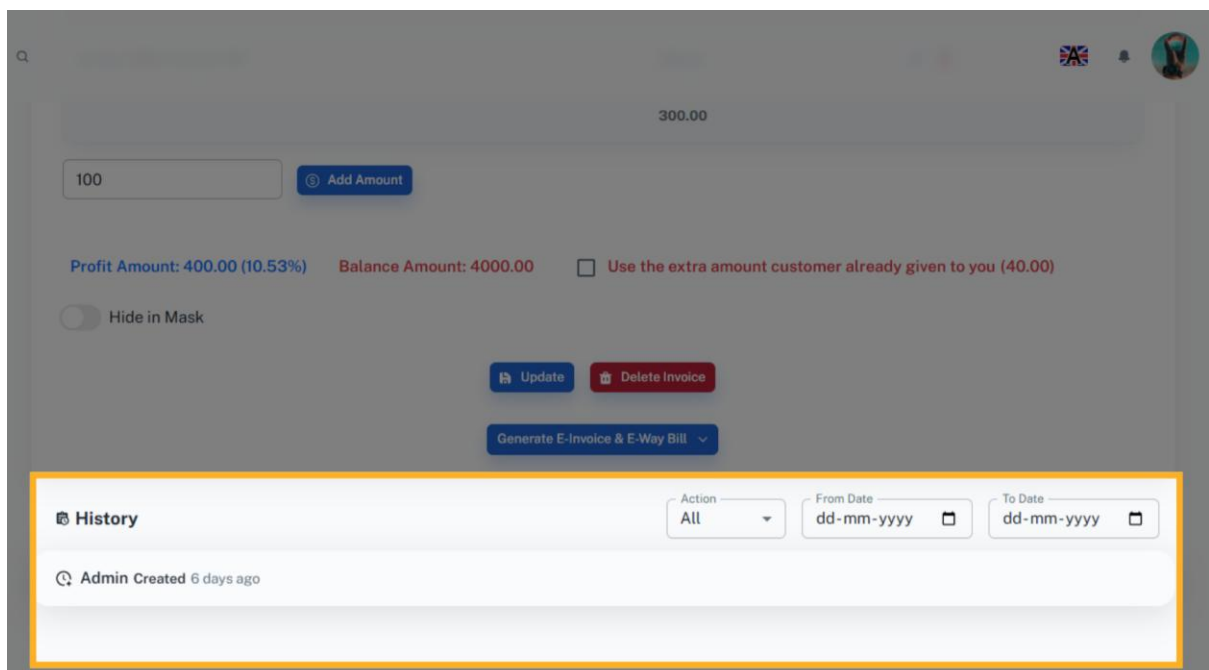 300.00
100
Add Amount
Profit Amount: 400.00 (10.53%) Balance Amount: 4000.00 Use the extra amount customer already given to you (40.00)
Hide in Mask
Update Delete Invoice
Generate E-Invoice & E-Way Bill
Action From Date To Date
History All dd-mm-yyyy dd-mm-yyyy
Admin Created 6 days ago